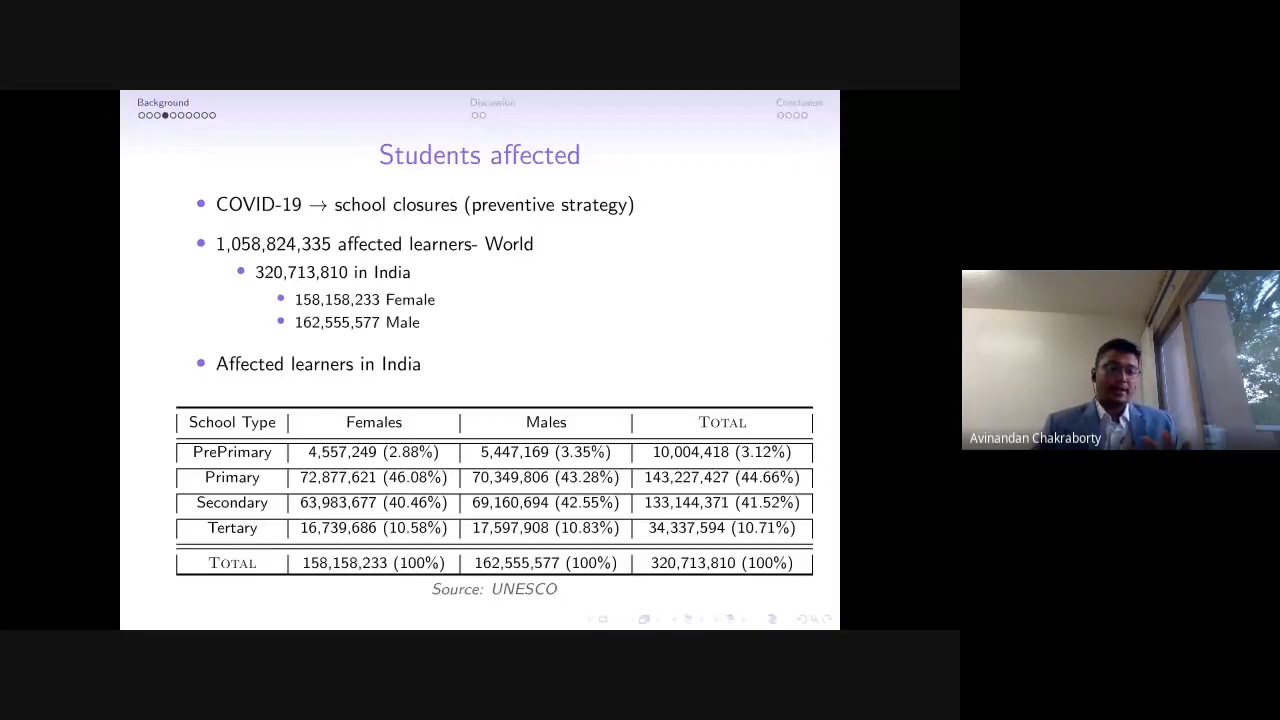 Background Discussion Conclusion
Students affected
COVID-19 → school closures (preventive strategy)
1,058,824,335 affected learners- World
320,713,810 in India
158,158,233 Female
162,555,577 Male
Affected learners in India
School Type Females Males TOTAL
PrePrimary 4,557,249 (2.88%) 5,447,169 (3.35%) 10,004,418 (3.12%)
Primary 72,877,621 (46.08%) 70,349,806 (43.28%) 143,227,427 (44.66%)
Secondary 63,983,677 (40.46%) 69,160,694 (42.55%) 133,144,371 (41.52%)
Tertary 16,739,686 (10.58%) 17,597,908 (10.83%) 34,337,594 (10.71%)
TOTAL 158,158,233 (100%) 162,555,577 (100%) 320,713,810 (100%)
Source: UNESCO
Avinandan Chakraborty